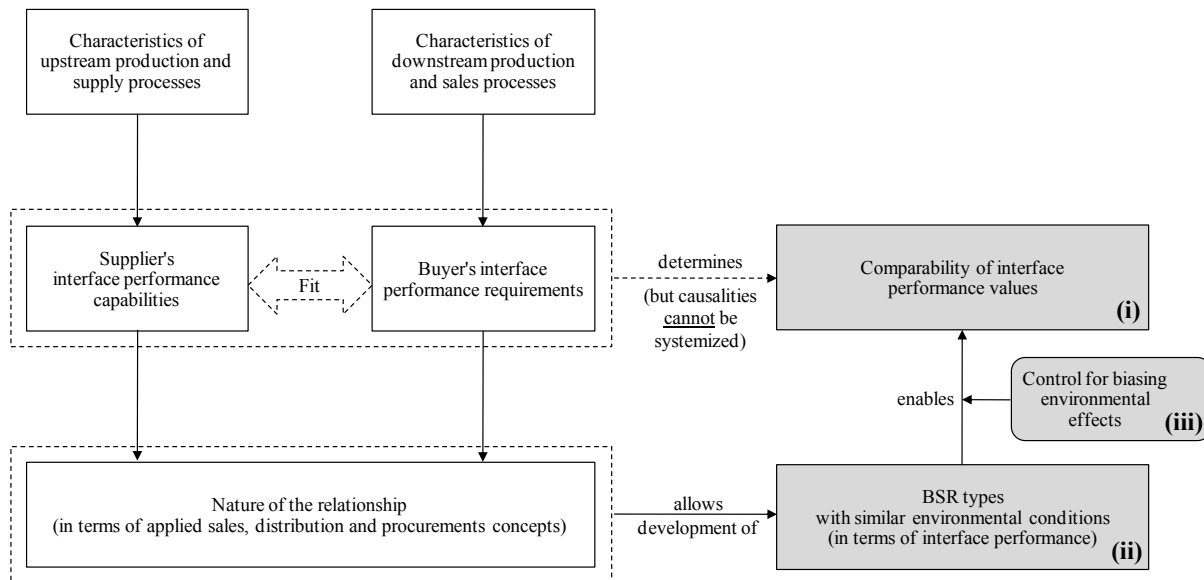 Characteristics of
upstream production and
supply processes
Characteristics of
downstream production
and sales processes
Supplier's
interface performance
capabilities
Fit
Buyer's interface
performance requirements
determines
(but causalities
cannot be
systemized)
Comparability of interface
performance values
(i)
enables
Control for biasing
environmental
effects
(iii)
Nature of the relationship
(in terms of applied sales, distribution and procurements concepts)
allows
development of
BSR types
with similar environmental conditions
(in terms of interface performance)
(ii)